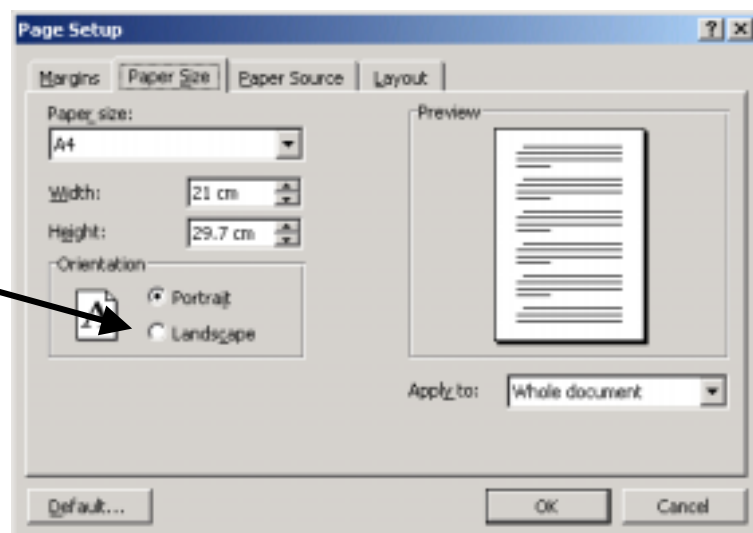 Page Setup
Margins Paper Size Paper Source Layout
Paper size:
A4
Width: 21 cm
Height: 29.7 cm
Orientation
A
Portrait
Landscape
Preview
Apply to: Whole document
Default... OK Cancel